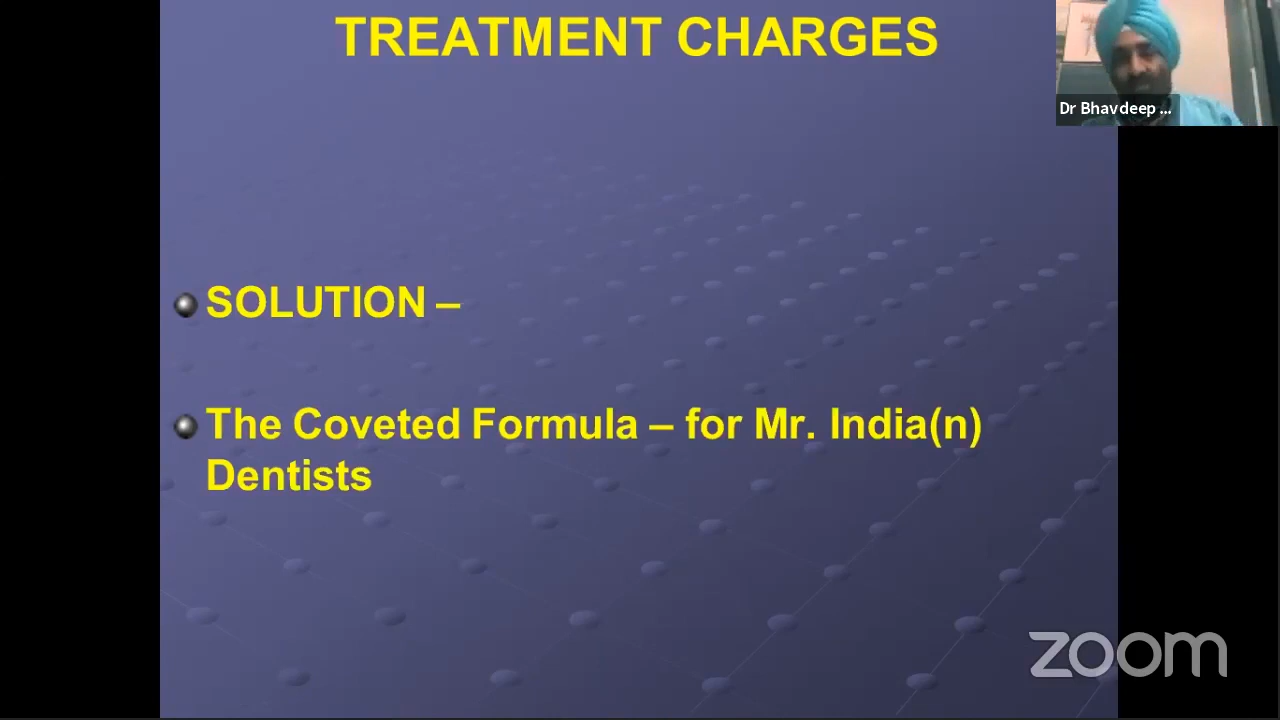 TREATMENT CHARGES
Dr Bhavdeep ...
SOLUTION –
The Coveted Formula – for Mr. India(n)
Dentists
zoom